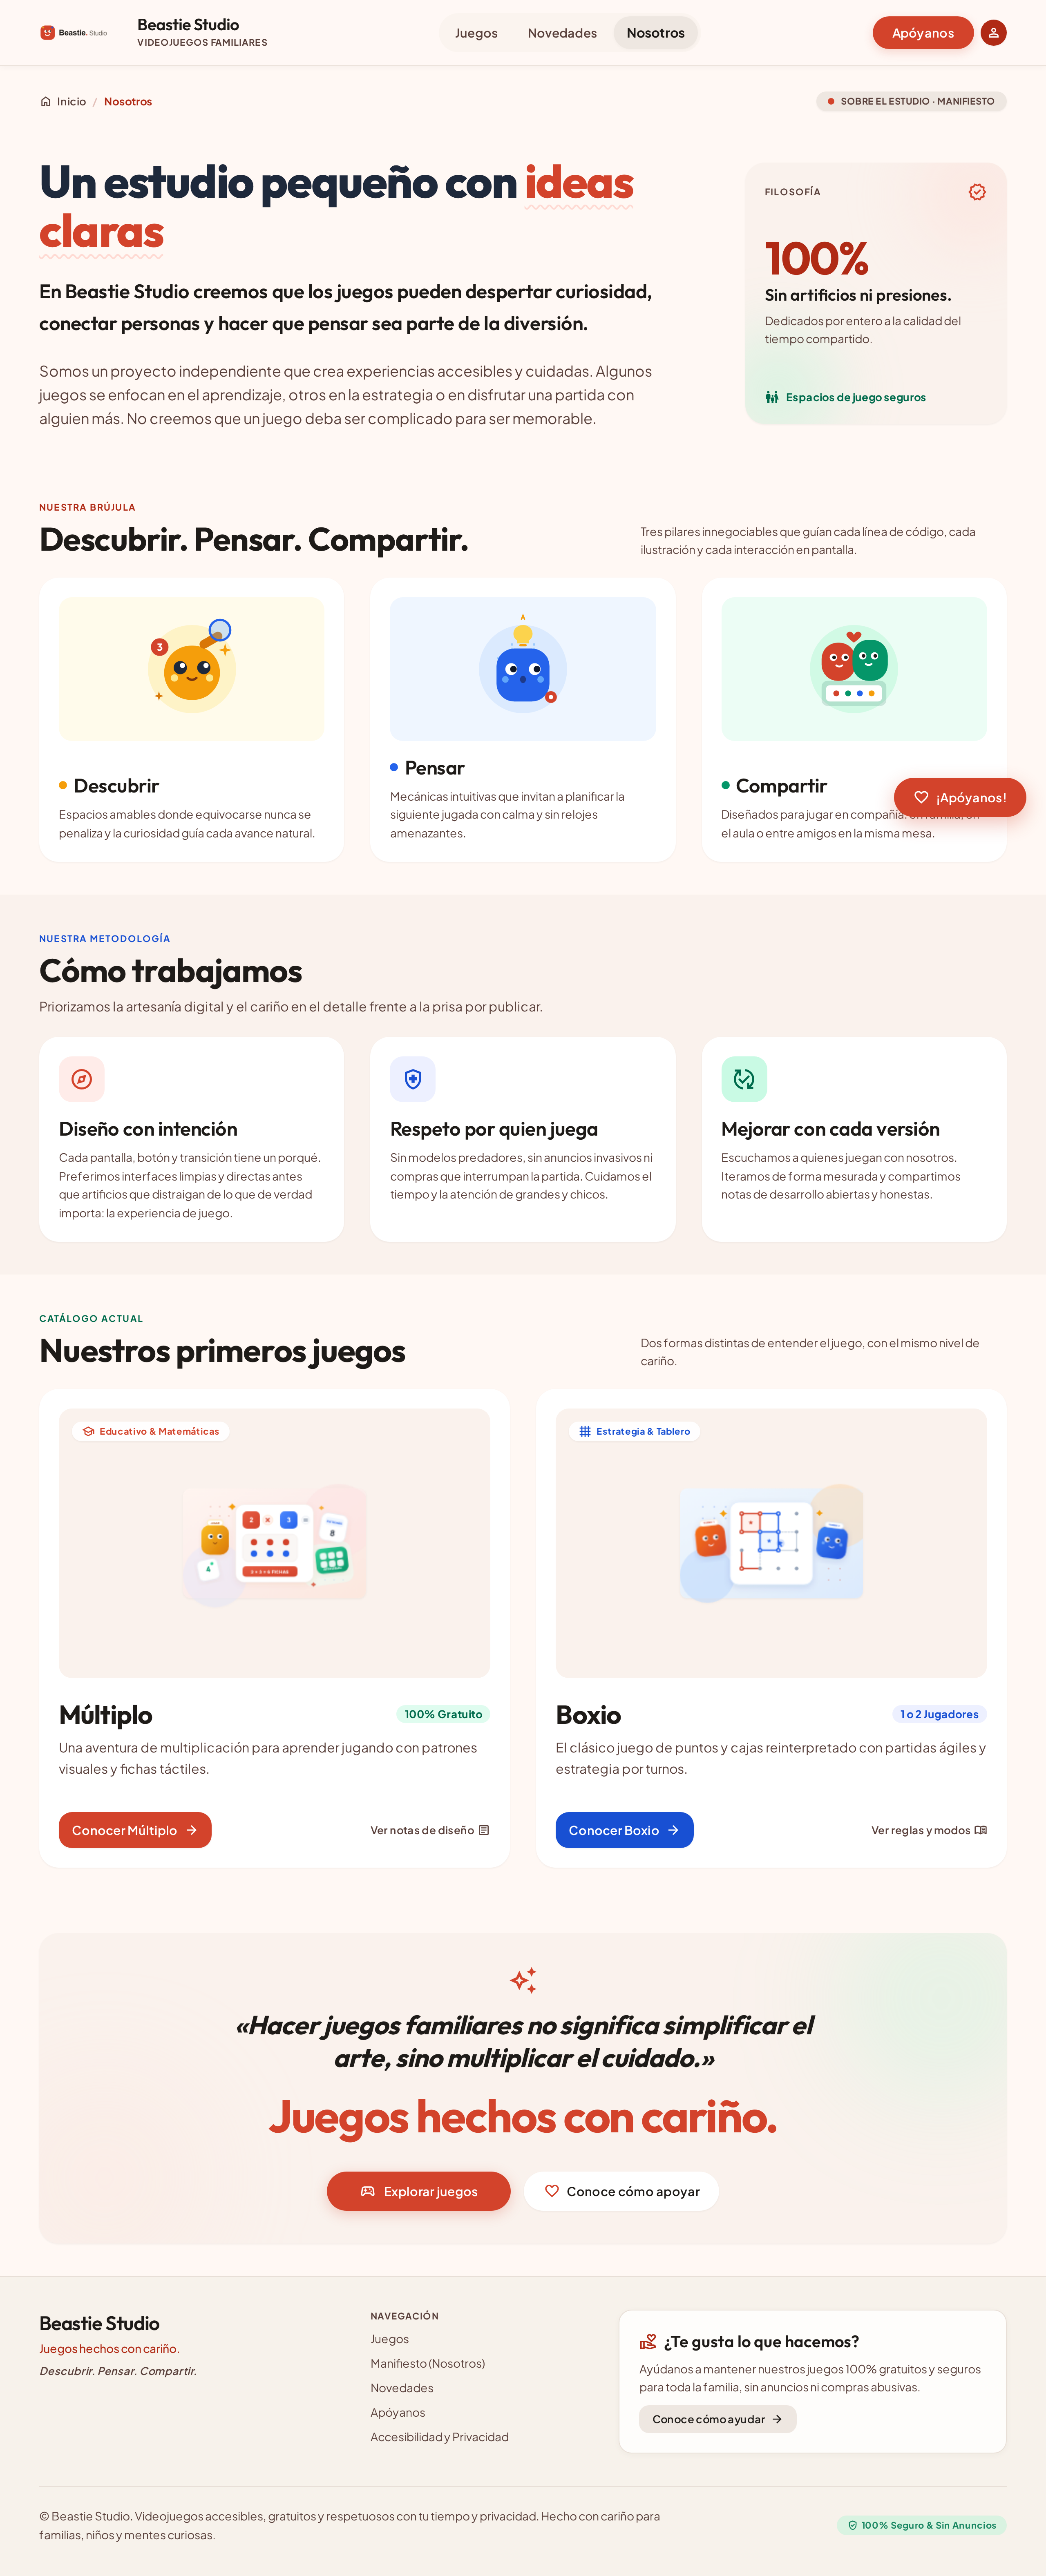 Beastie. Studio
Beastie Studio
VIDEOJUEGOS FAMILIARES
Juegos
Novedades
Nosotros
Apóyanos
Inicio / Nosotros
SOBRE EL ESTUDIO · MANIFIESTO
Un estudio pequeño con ideas
claras
En Beastie Studio creemos que los juegos pueden despertar curiosidad,
conectar personas y hacer que pensar sea parte de la diversión.
Somos un proyecto independiente que crea experiencias accesibles y cuidadas. Algunos
juegos se enfocan en el aprendizaje, otros en la estrategia o en disfrutar una partida con
alguien más. No creemos que un juego deba ser complicado para ser memorable.
FILOSOFÍA
100%
Sin artificios ni presiones.
Dedicados por entero a la calidad del
tiempo compartido.
Espacios de juego seguros
NUESTRA BRÚJULA
Descubrir. Pensar. Compartir.
Tres pilares innegociables que guían cada línea de código, cada
ilustración y cada interacción en pantalla.
3
Descubrir
Espacios amables donde equivocarse nunca se
penaliza y la curiosidad guía cada avance natural.
Pensar
Mecánicas intuitivas que invitan a planificar la
siguiente jugada con calma y sin relojes
amenazantes.
Compartir
Diseñados para jugar en compañía:
el aula o entre amigos en la misma mesa.
¡Apóyanos!
NUESTRA METODOLOGÍA
Cómo trabajamos
Priorizamos la artesanía digital y el cariño en el detalle frente a la prisa por publicar.
Diseño con intención
Cada pantalla, botón y transición tiene un porqué.
Preferimos interfaces limpias y directas antes
que artificios que distraigan de lo que de verdad
importa: la experiencia de juego.
Respeto por quien juega
Sin modelos predadores, sin anuncios invasivos ni
compras que interrumpan la partida. Cuidamos el
tiempo y la atención de grandes y chicos.
Mejorar con cada versión
Escuchamos a quienes juegan con nosotros.
Iteramos de forma mesurada y compartimos
notas de desarrollo abiertas y honestas.
CATÁLOGO ACTUAL
Nuestros primeros juegos
Dos formas distintas de entender el juego, con el mismo nivel de
cariño.
Educativo & Matemáticas
2 × 3 =
8
4
2 × 3 = 6 FICHAS
Múltiplo
100% Gratuito
Una aventura de multiplicación para aprender jugando con patrones
visuales y fichas táctiles.
Conocer Múltiplo
Ver notas de diseño
Estrategia & Tablero
Boxio
1 o 2 Jugadores
El clásico juego de puntos y cajas reinterpretado con partidas ágiles y
estrategia por turnos.
Conocer Boxio
Ver reglas y modos
«Hacer juegos familiares no significa simplificar el
arte, sino multiplicar el cuidado.»
Juegos hechos con cariño.
Explorar juegos
Conoce cómo apoyar
Beastie Studio
Juegos hechos con cariño.
Descubrir. Pensar. Compartir.
NAVEGACIÓN
Juegos
Manifiesto (Nosotros)
Novedades
Apóyanos
Accesibilidad y Privacidad
¿Te gusta lo que hacemos?
Ayúdanos a mantener nuestros juegos 100% gratuitos y seguros
para toda la familia, sin anuncios ni compras abusivas.
Conoce cómo ayudar
© Beastie Studio. Videojuegos accesibles, gratuitos y respetuosos con tu tiempo y privacidad. Hecho con cariño para
familias, niños y mentes curiosas.
100% Seguro & Sin Anuncios